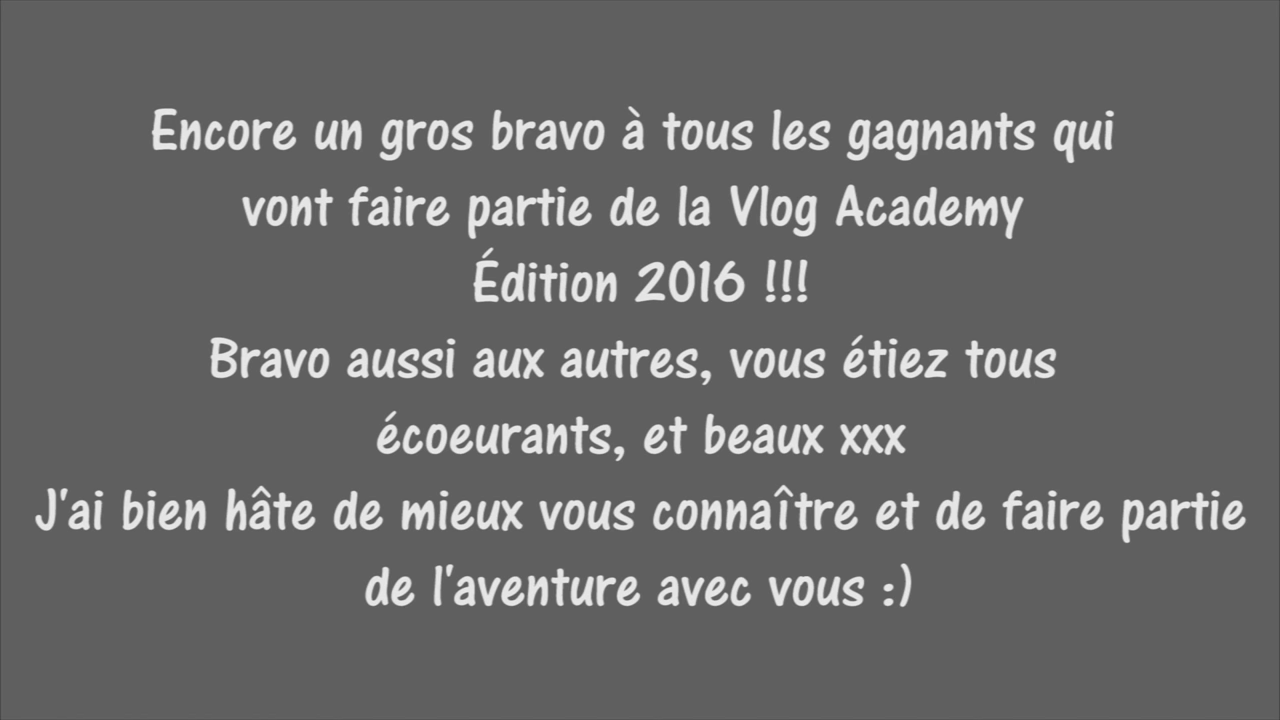 Encore un gros bravo à tous les gagnants qui
vont faire partie de la Vlog Academy
Édition 2016 !!!
Bravo aussi aux autres, vous étiez tous
écoeurants, et beaux xxx
J'ai bien hâte de mieux vous connaître et de faire partie
de l'aventure avec vous :)